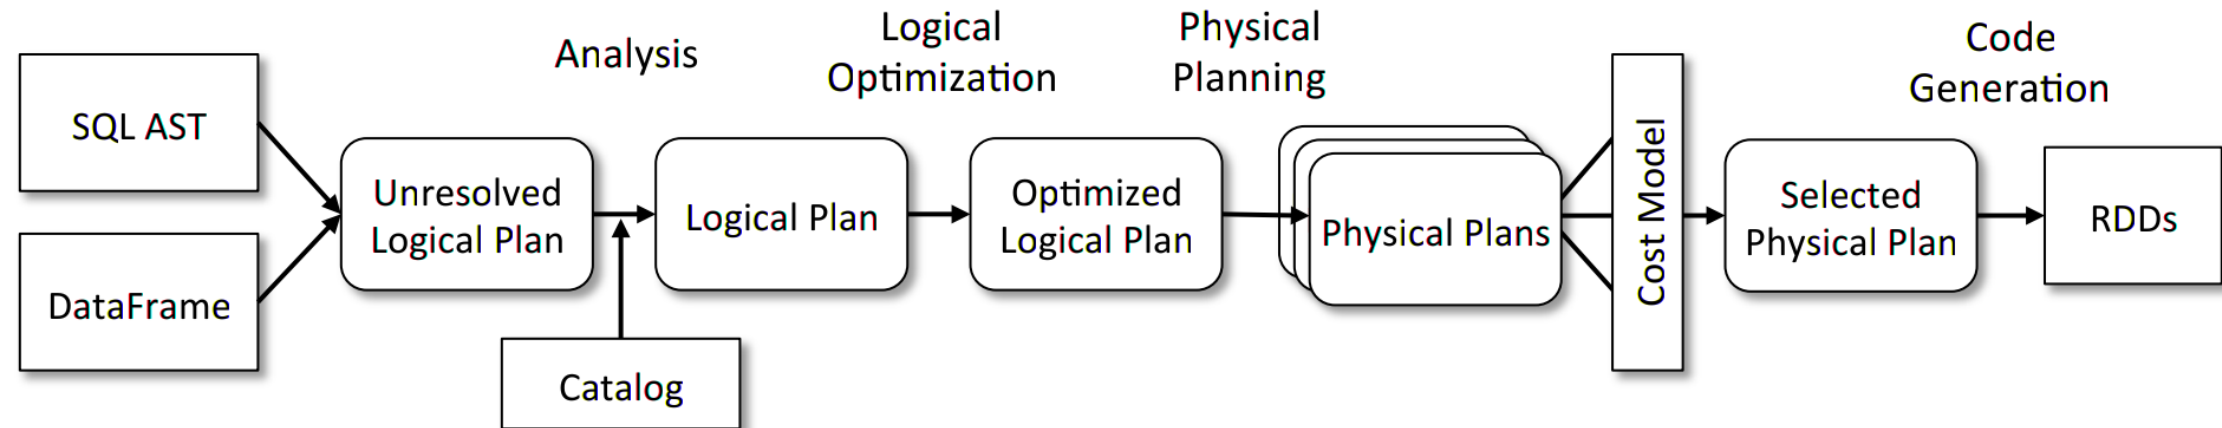 Analysis
Logical
Optimization
Physical
Planning
Code
Generation
SQL AST
DataFrame
Unresolved
Logical Plan
Catalog
Logical Plan
Optimized
Logical Plan
Physical Plans
Cost Model
Selected
Physical Plan
RDDs